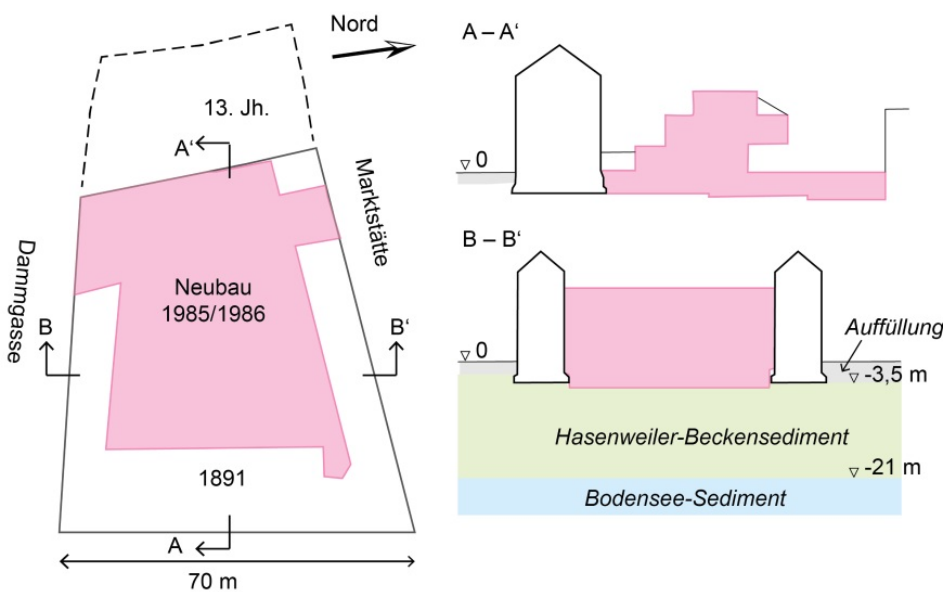 Nord
13. Jh.
A‘
Marktstätte
Dammgasse
Neubau
1985/1986
B
B‘
1891
A
70 m
A – A‘
0
B – B‘
0
Auffüllung
-3,5 m
Hasenweiler-Beckensediment
-21 m
Bodensee-Sediment